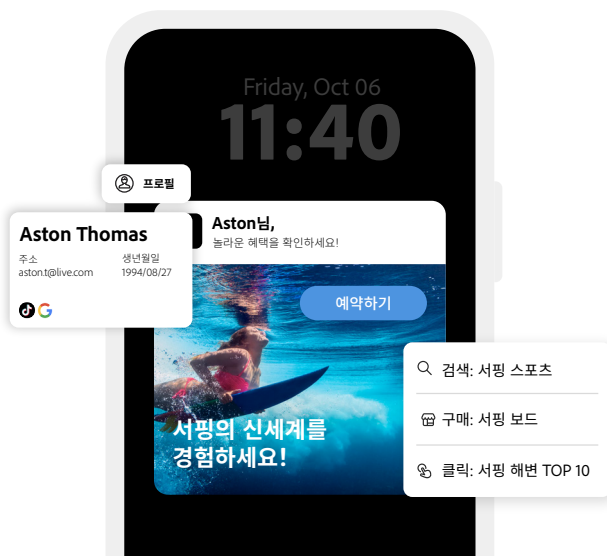 Friday, Oct 06
11:40
프로필
Aston Thomas
주소
aston.t@live.com
생년월일
1994/08/27
Aston님,
놀라운 혜택을 확인하세요!
예약하기
서핑의 신세계를
경험하세요!
검색: 서핑 스포츠
구매: 서핑 보드
클릭: 서핑 해변 TOP 10